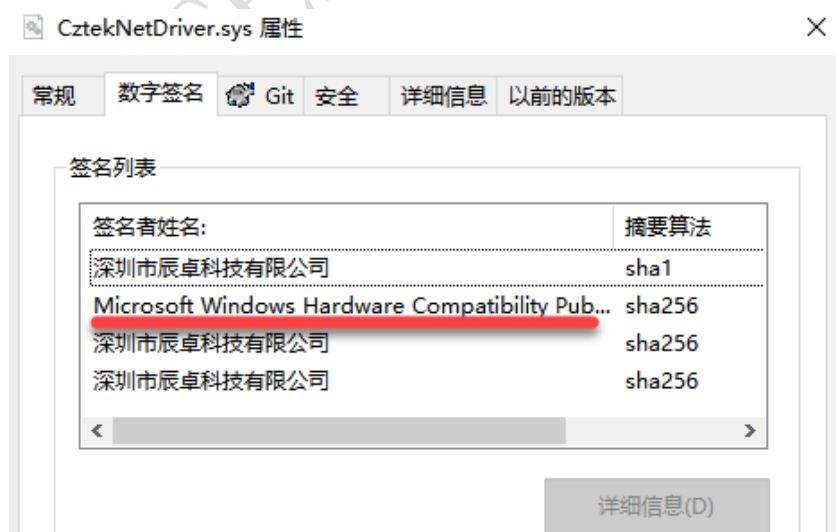 CztekNetDriver.sys 属性
常规 数字签名 Git 安全 详细信息 以前的版本
签名列表
签名者姓名: 摘要算法
深圳市辰卓科技有限公司 sha1
Microsoft Windows Hardware Compatibility Pub... sha256
深圳市辰卓科技有限公司 sha256
深圳市辰卓科技有限公司 sha256
详细信息(D)